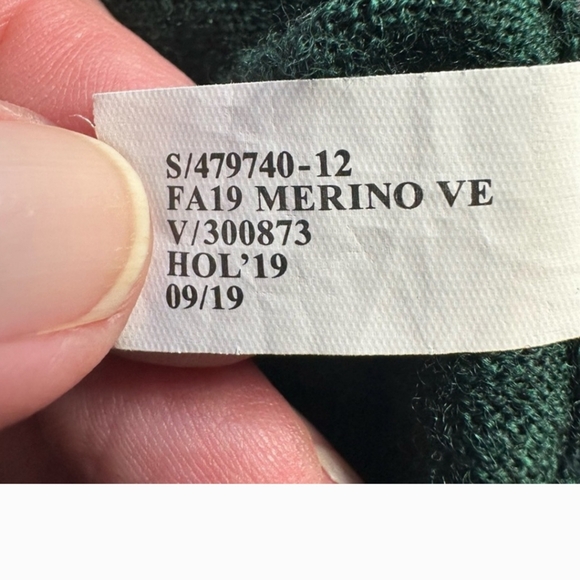 S/479740-12
FA19 MERINO VE
V/300873
HOL’19
09/19